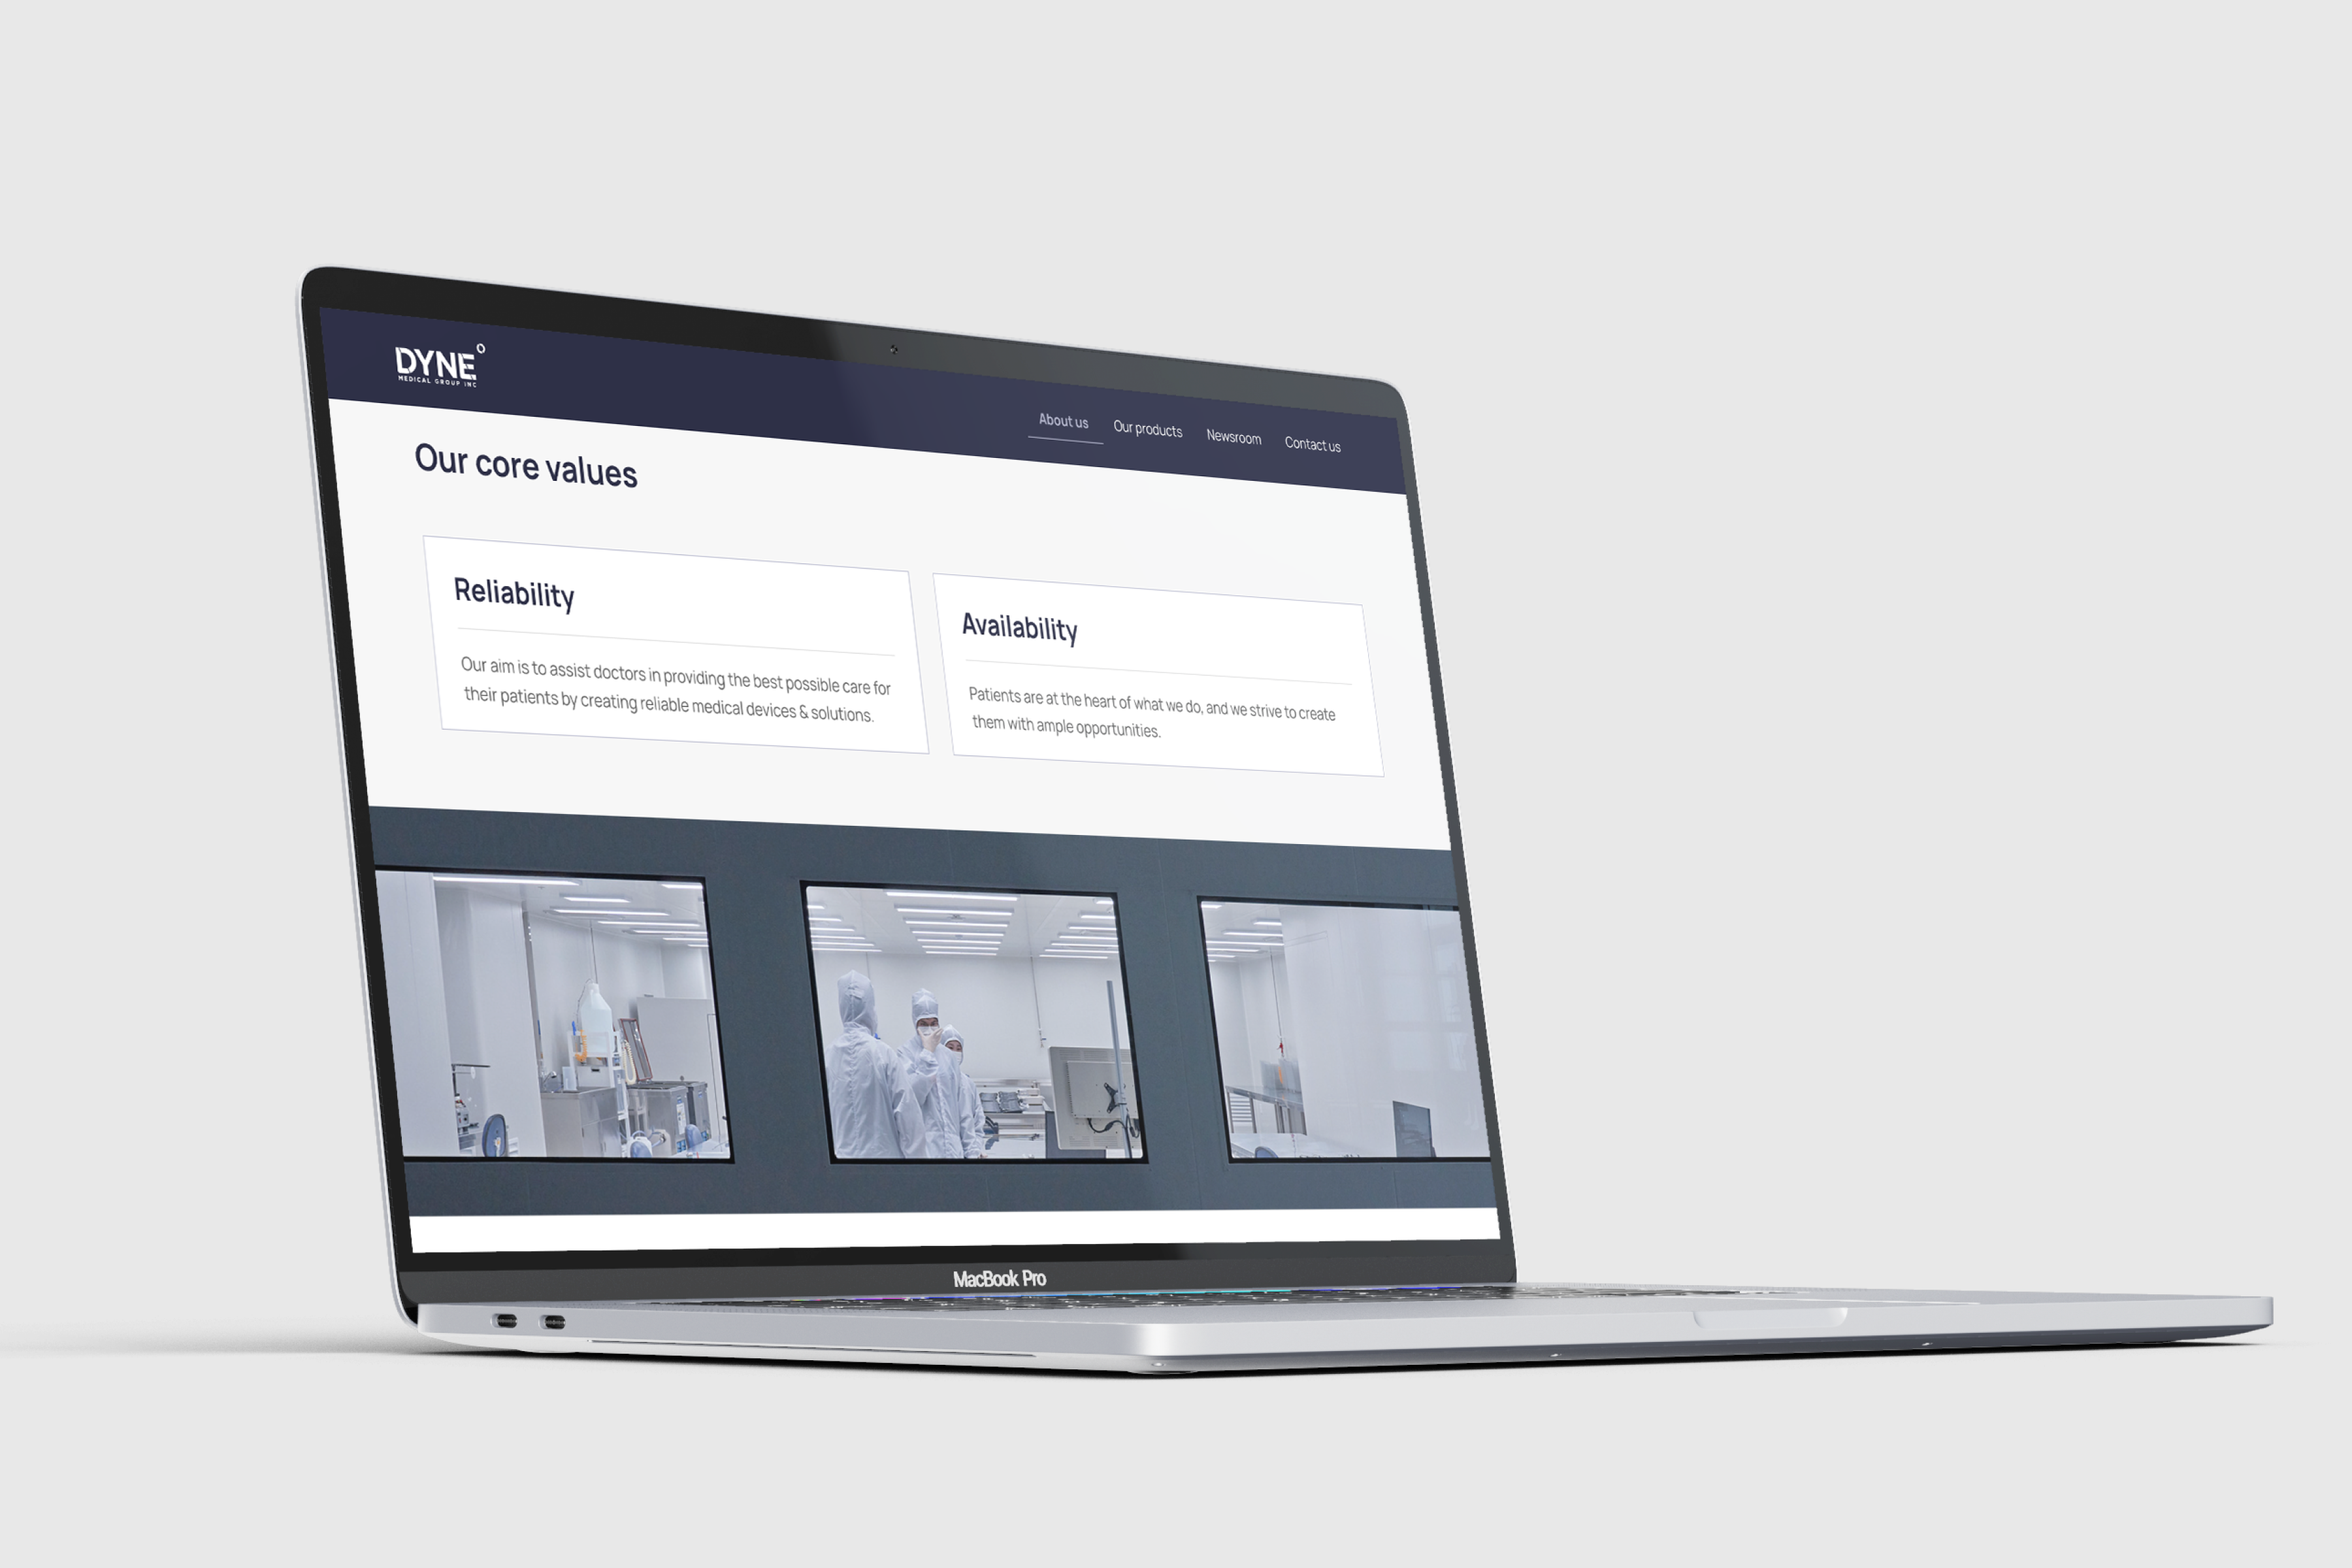 DYNE
MEDICAL GROUP INC
About us
Our products
Newsroom
Contact us
Our core values
Reliability
Our aim is to assist doctors in providing the best possible care for
their patients by creating reliable medical devices & solutions.
Availability
Patients are at the heart of what we do, and we strive to create
them with ample opportunities.
MacBook Pro